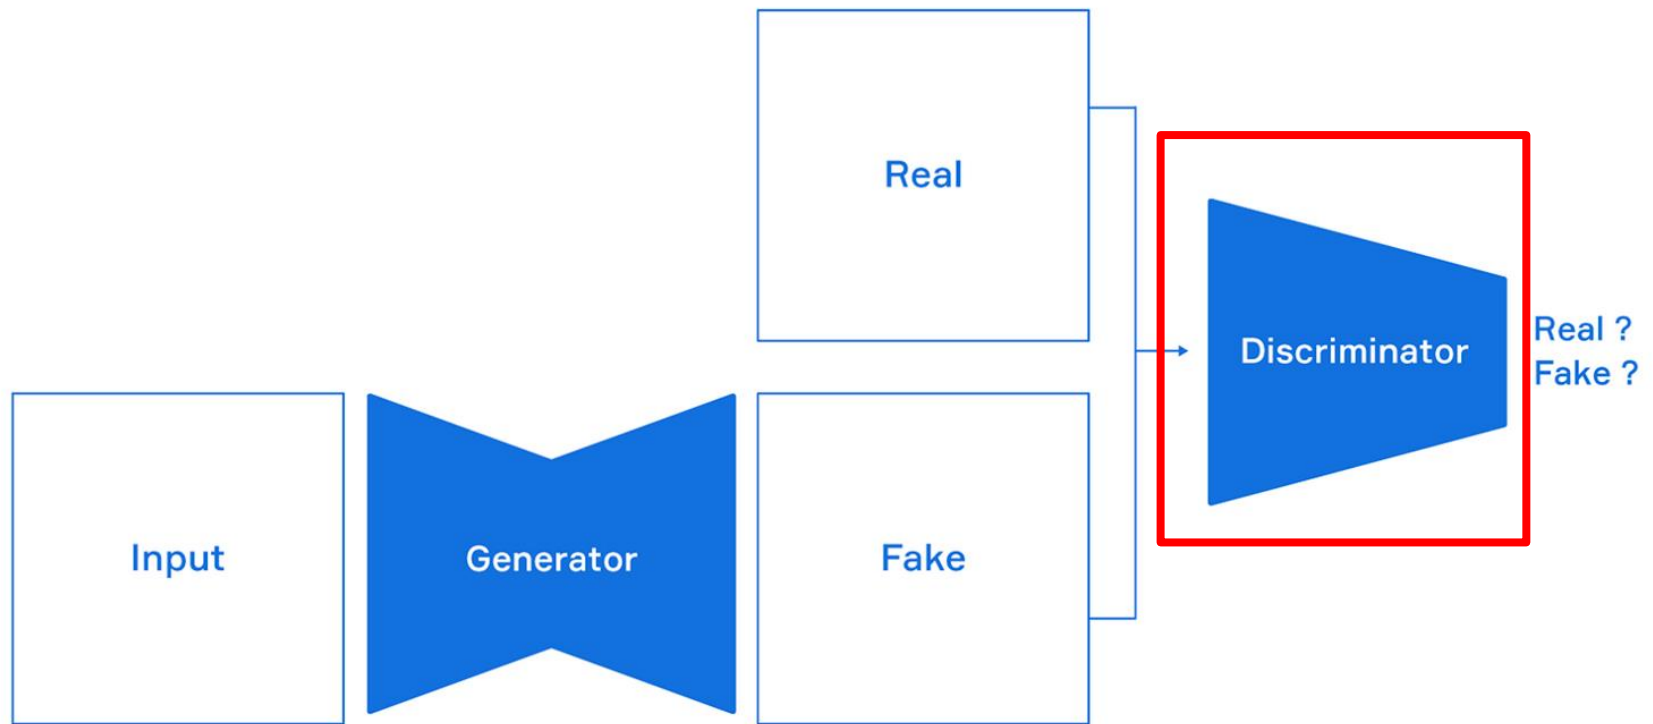 Real
Discriminator
Real ?
Fake ?
Input
Generator
Fake